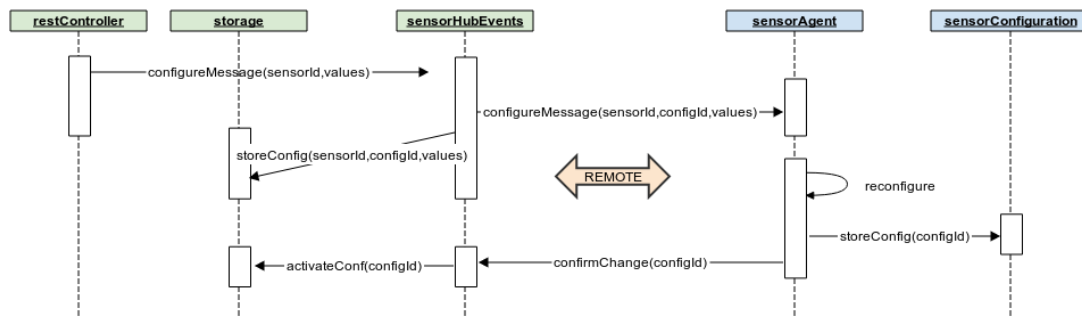 restController
storage
sensorHubEvents
sensorAgent
sensorConfiguration
configureMessage(sensorId,values)
configureMessage(sensorId,configId,values)
storeConfig(sensorId,configId,values)
REMOTE
reconfigure
storeConfig(configId)
activateConf(configId)
confirmChange(configId)